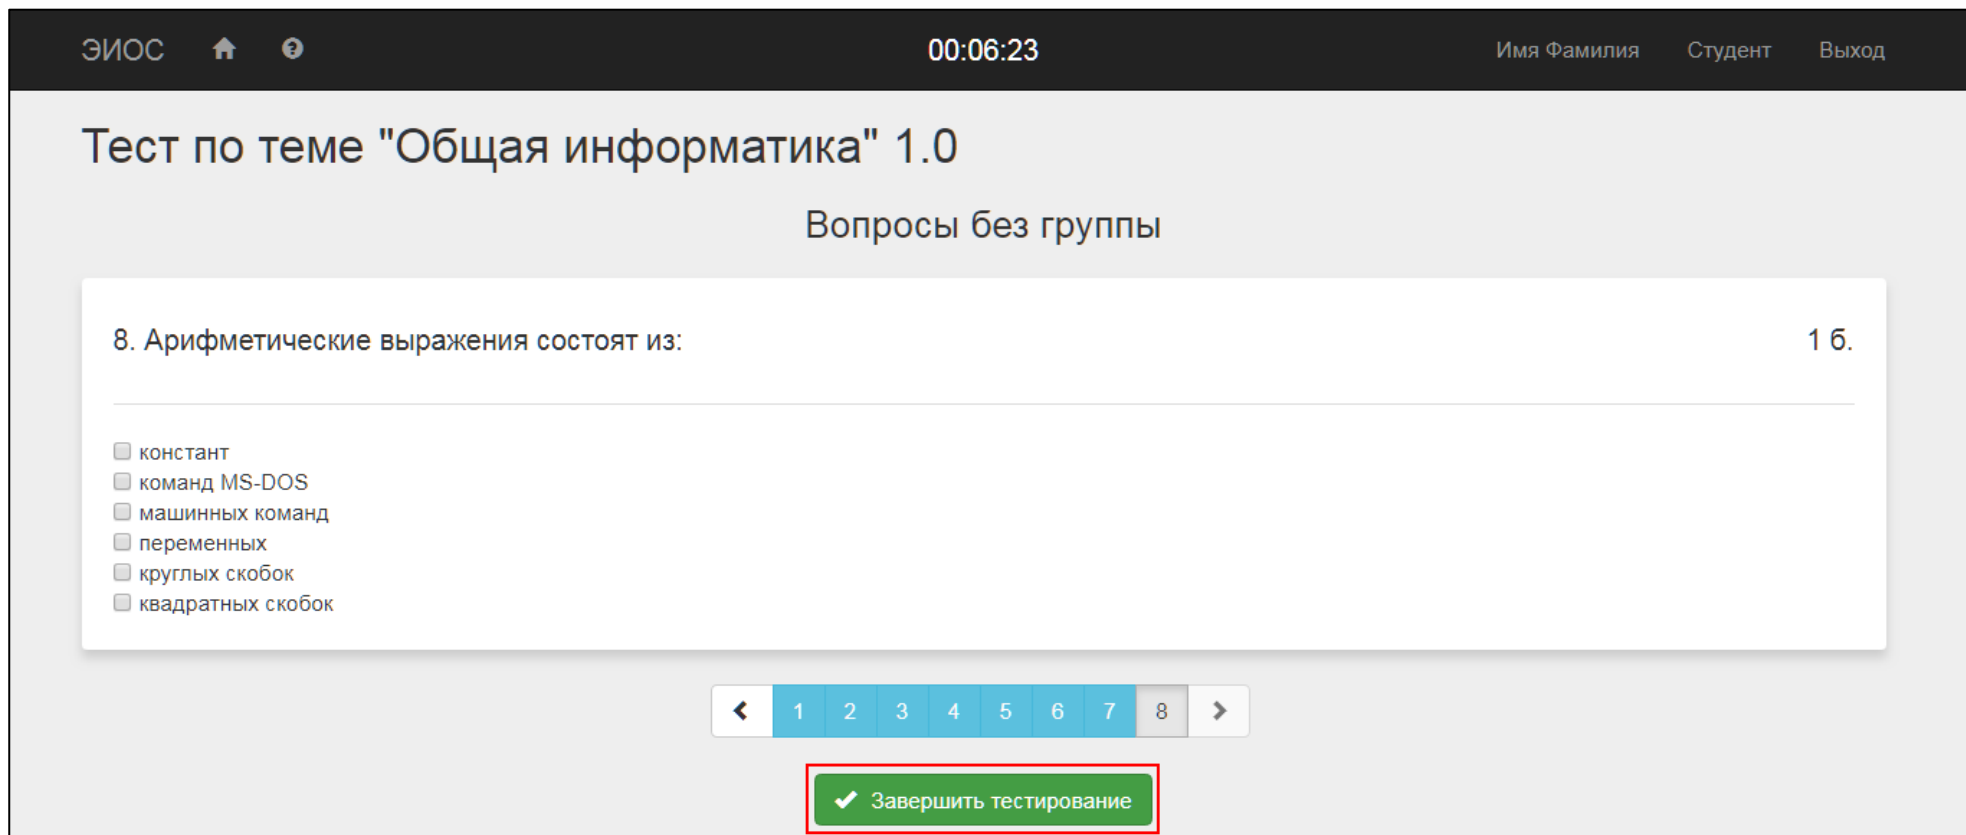 ЭИОС 00:06:23 Имя Фамилия Студент Выход
Тест по теме "Общая информатика" 1.0
Вопросы без группы
8. Арифметические выражения состоят из: 1 б.
констант
команд MS-DOS
машинных команд
переменных
круглых скобок
квадратных скобок
1 2 3 4 5 6 7 8
Завершить тестирование